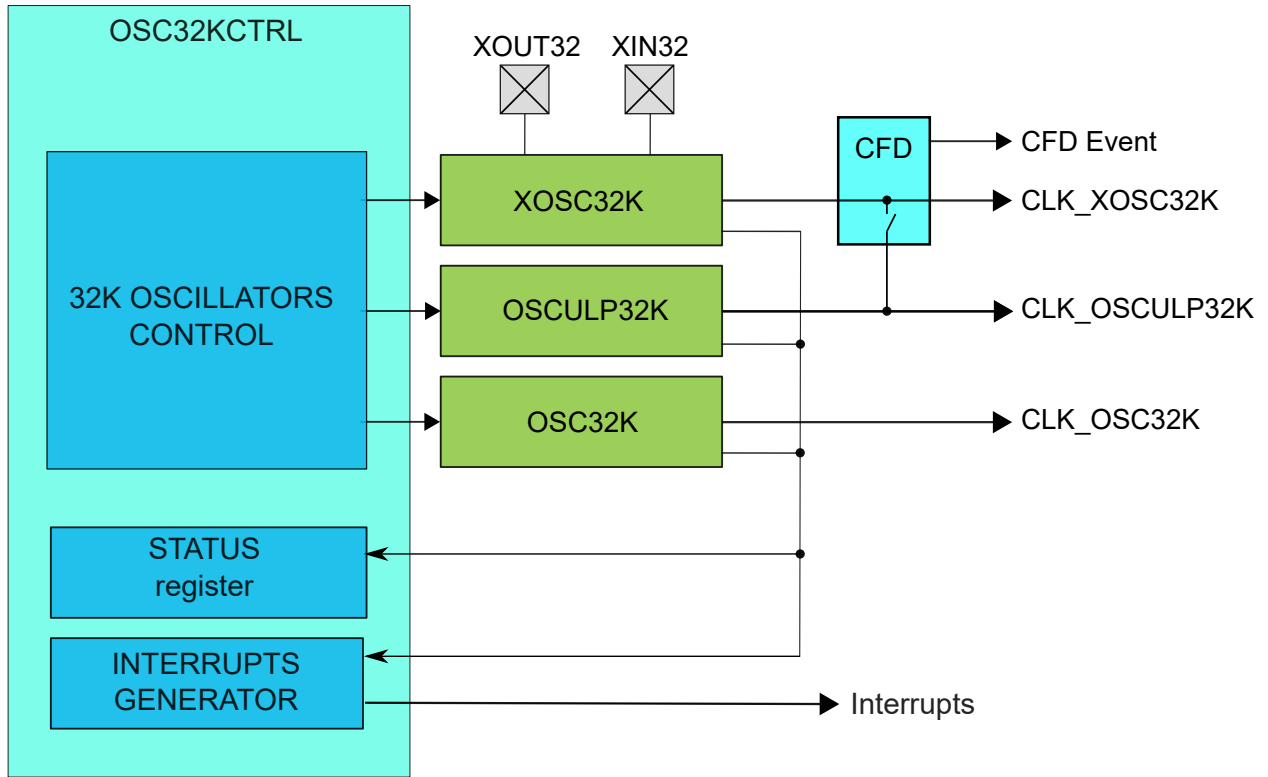 OSC32KCTRL
XOUT32
XIN32
CFD
CFD Event
XOSC32K
CLK_XOSC32K
32K OSCILLATORS
CONTROL
OSCULP32K
CLK_OSCULP32K
OSC32K
CLK_OSC32K
STATUS
register
INTERRUPTS
GENERATOR
Interrupts